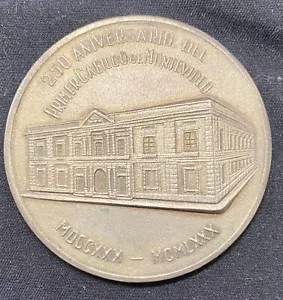 250 ANIVERSARIO DEL
PRIMER CABILDO DE MONTEVIDEO
MDCCXXX - MCMLXXX